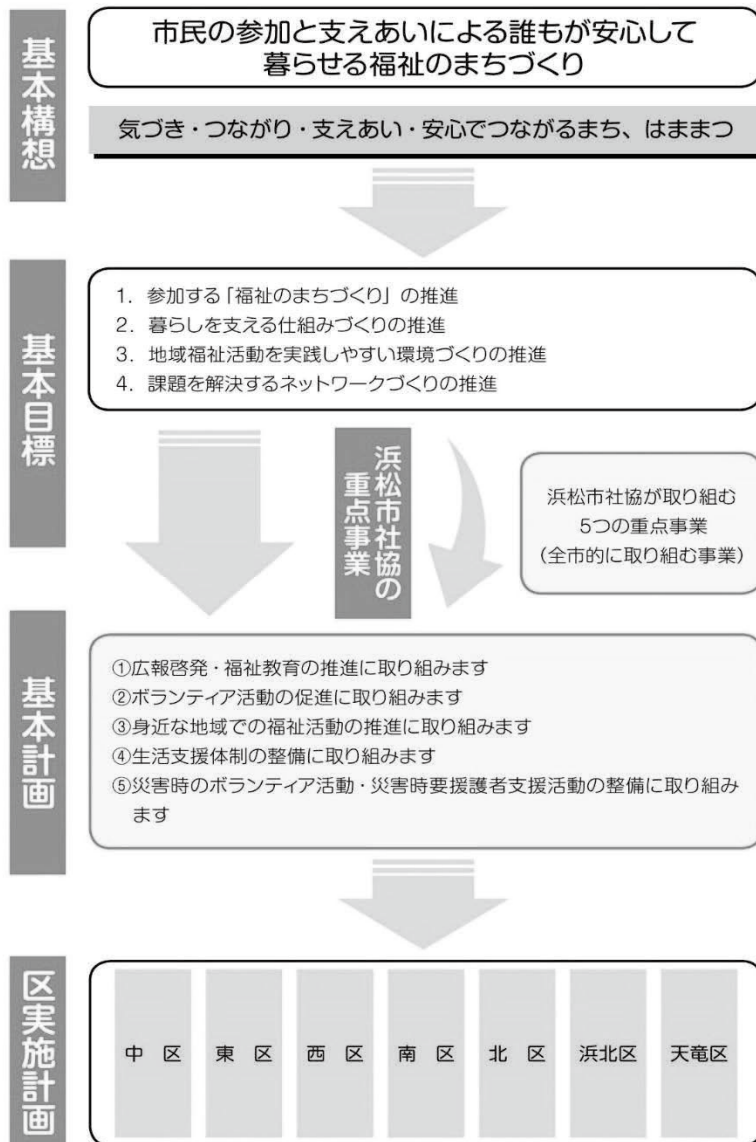 基本構想
市民の参加と支えあいによる誰もが安心して
暮らせる福祉のまちづくり
気づき・つながり・支えあい・安心でつながるまち、はままつ
基本目標
1. 参加する「福祉のまちづくり」の推進
2. 暮らしを支える仕組みづくりの推進
3. 地域福祉活動を実践しやすい環境づくりの推進
4. 課題を解決するネットワークづくりの推進
浜松市社協の
重点事業
浜松市社協が取り組む
5つの重点事業
(全市的に取り組む事業)
基本計画
①広報啓発・福祉教育の推進に取り組みます
②ボランティア活動の促進に取り組みます
③身近な地域での福祉活動の推進に取り組みます
④生活支援体制の整備に取り組みます
⑤災害時のボランティア活動・災害時要援護者支援活動の整備に取り組み
ます
区実施計画
中 区
東 区
西 区
南 区
北 区
浜北区
天竜区